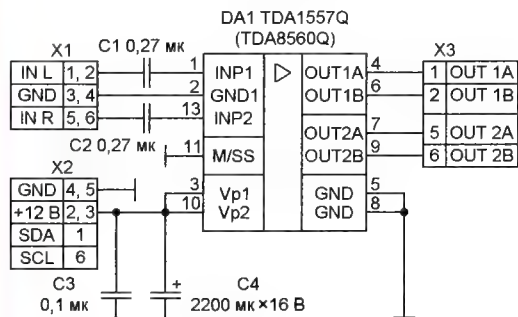 DA1 TDA1557Q
(TDA8560Q)
X1
C1 0,27 мк
X3
IN L 1, 2
GND 3, 4
IN R 5, 6
1
2
13
INP1
GND1
INP2
OUT1A
OUT1B
4
6
1 OUT 1A
2 OUT 1B
C2 0,27 мк
11
M/SS
OUT2A
OUT2B
7
9
5 OUT 2A
6 OUT 2B
X2
GND 4, 5
+12 В 2, 3
SDA 1
SCL 6
3
10
Vp1
Vp2
GND
GND
5
8
C3
0,1 мк
+
C4
2200 мк×16 В